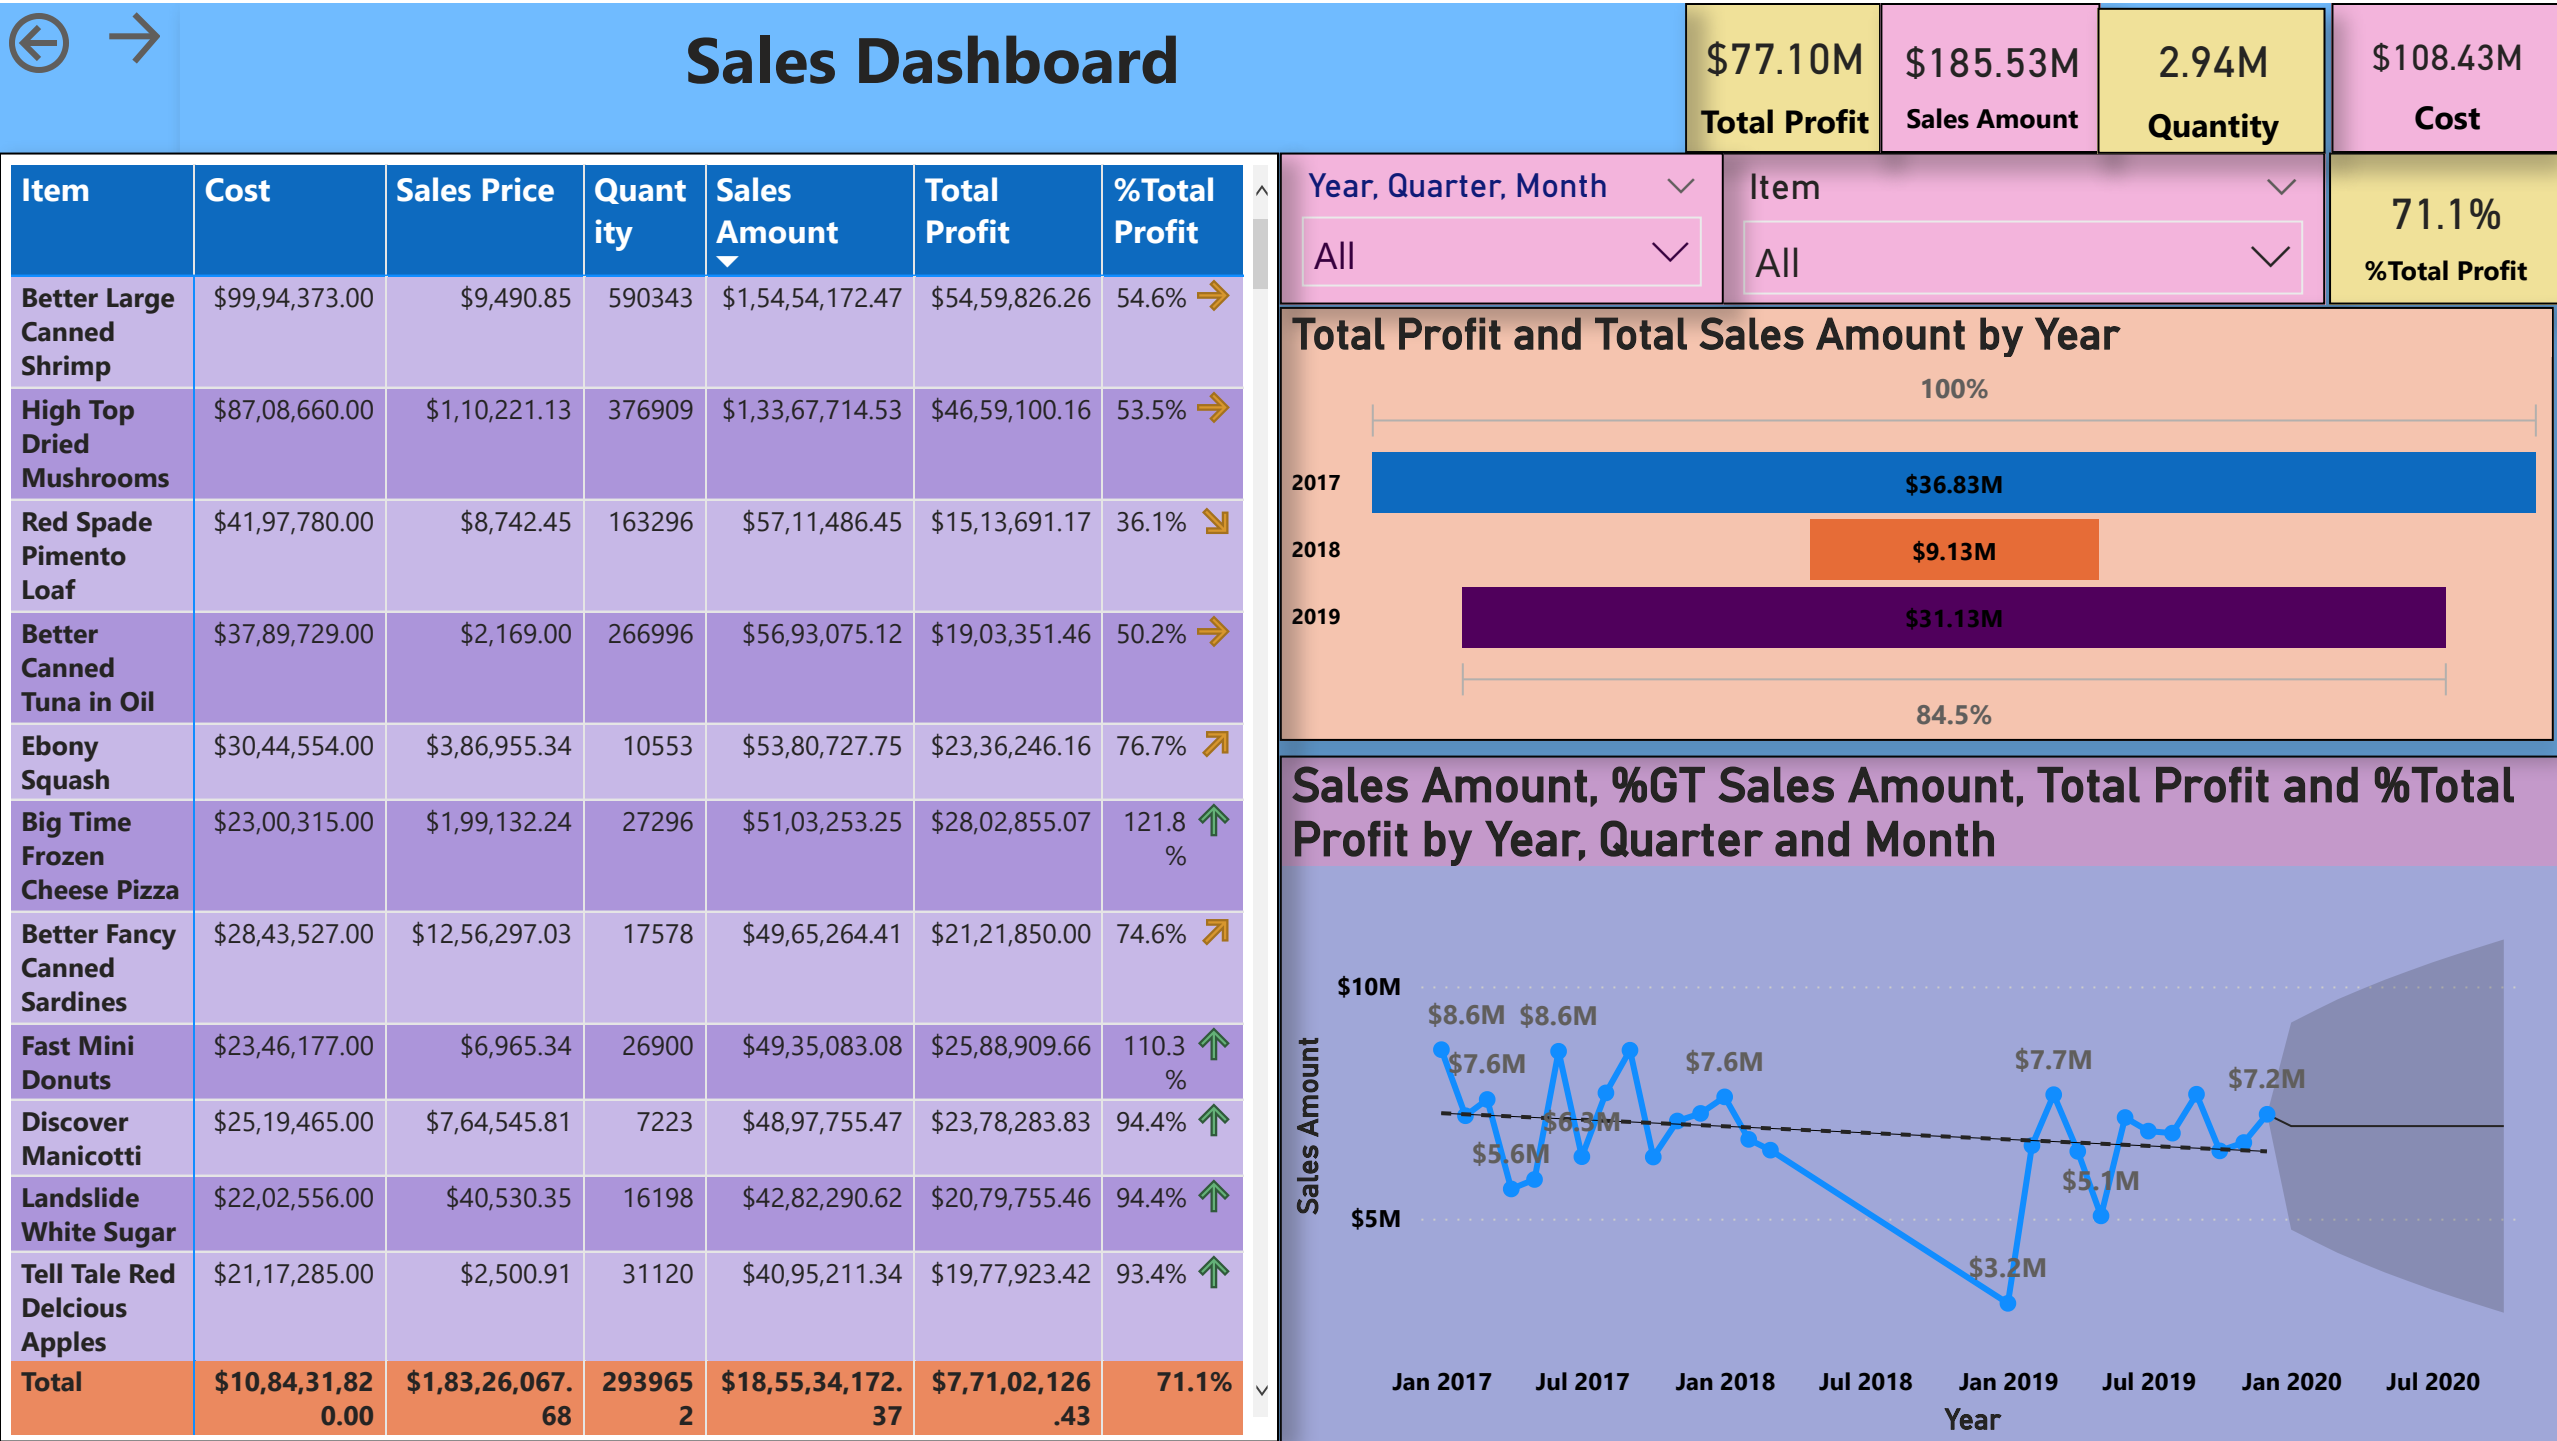 Sales Dashboard
$77.10M
Total Profit
$185.53M
Sales Amount
2.94M
Quantity
$108.43M
Cost
Item Cost Sales Price Quant Sales Total %Total
ity Amount Profit Profit
Better Large $99,94,373.00 $9,490.85 590343 $1,54,54,172.47 $54,59,826.26 54.6%
Canned
Shrimp
High Top $87,08,660.00 $1,10,221.13 376909 $1,33,67,714.53 $46,59,100.16 53.5%
Dried
Mushrooms
Red Spade $41,97,780.00 $8,742.45 163296 $57,11,486.45 $15,13,691.17 36.1%
Pimento
Loaf
Better $37,89,729.00 $2,169.00 266996 $56,93,075.12 $19,03,351.46 50.2%
Canned
Tuna in Oil
Ebony $30,44,554.00 $3,86,955.34 10553 $53,80,727.75 $23,36,246.16 76.7%
Squash
Big Time $23,00,315.00 $1,99,132.24 27296 $51,03,253.25 $28,02,855.07 121.8
Frozen %
Cheese Pizza
Better Fancy $28,43,527.00 $12,56,297.03 17578 $49,65,264.41 $21,21,850.00 74.6%
Canned
Sardines
Fast Mini $23,46,177.00 $6,965.34 26900 $49,35,083.08 $25,88,909.66 110.3
Donuts %
Discover $25,19,465.00 $7,64,545.81 7223 $48,97,755.47 $23,78,283.83 94.4%
Manicotti
Landslide $22,02,556.00 $40,530.35 16198 $42,82,290.62 $20,79,755.46 94.4%
White Sugar
Tell Tale Red $21,17,285.00 $2,500.91 31120 $40,95,211.34 $19,77,923.42 93.4%
Delcious
Apples
Total $10,84,31,82 $1,83,26,067. 293965 $18,55,34,172. $7,71,02,126 71.1%
0.00 68 2 37 .43
Year, Quarter, Month
All
Item
All
71.1%
%Total Profit
Total Profit and Total Sales Amount by Year
100%
2017 $36.83M
2018 $9.13M
2019 $31.13M
84.5%
Sales Amount, %GT Sales Amount, Total Profit and %Total
Profit by Year, Quarter and Month
Sales Amount
$10M
$5M
$8.6M $8.6M
$7.6M
$5.6M
$6.3M
$7.6M
$3.2M
$7.7M
$5.1M
$7.2M
Jan 2017 Jul 2017 Jan 2018 Jul 2018 Jan 2019 Jul 2019 Jan 2020 Jul 2020
Year